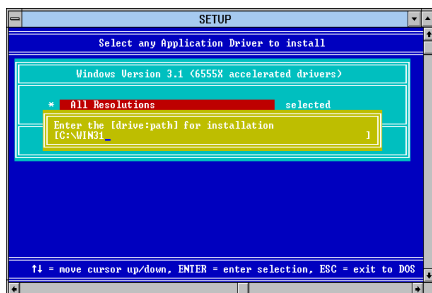 SETUP
Select any Application Driver to install
Windows Version 3.1 (6555X accelerated drivers)
* All Resolutions selected
Enter the [drive:path] for installation
[C:\WIN31_ ]
↑↓ = move cursor up/down, ENTER = enter selection, ESC = exit to DOS